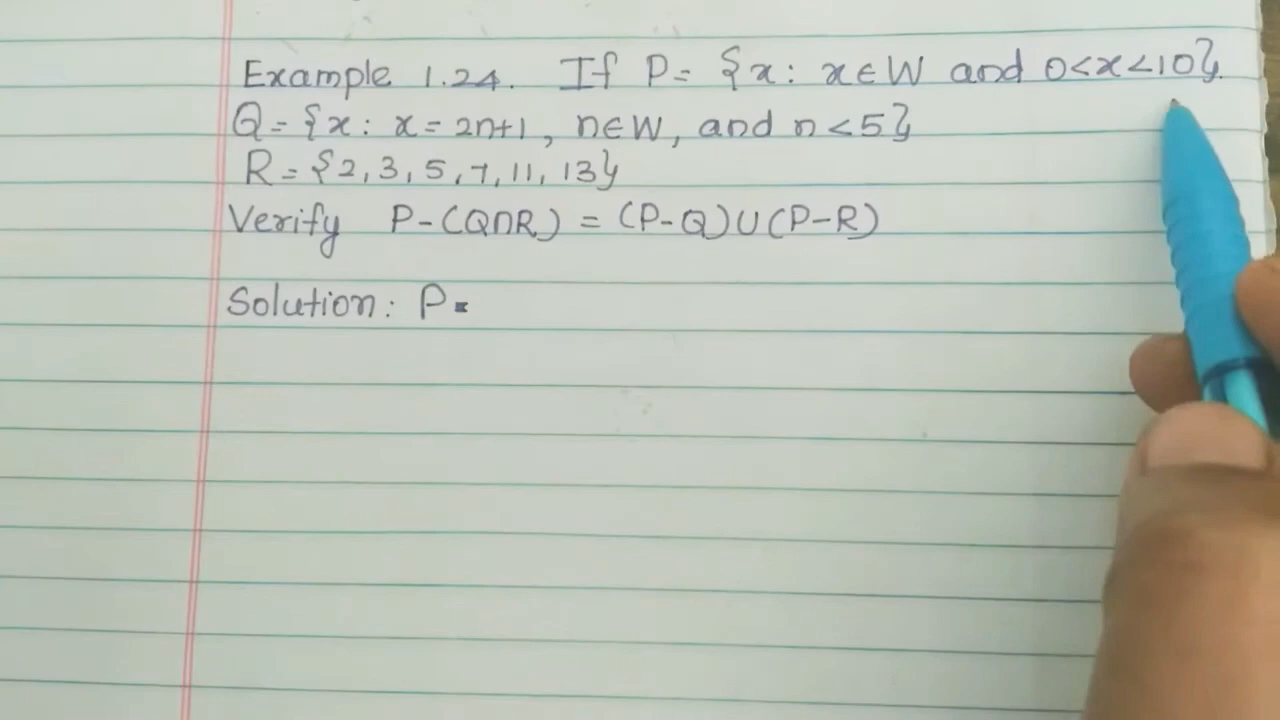 Example 1.24. If P = {x : x∈W and 0<x<10},
Q = {x : x = 2n+1, n∈W, and n<5},
R = {2, 3, 5, 7, 11, 13}
Verify P-(Q∩R) = (P-Q)∪(P-R)
Solution: P =